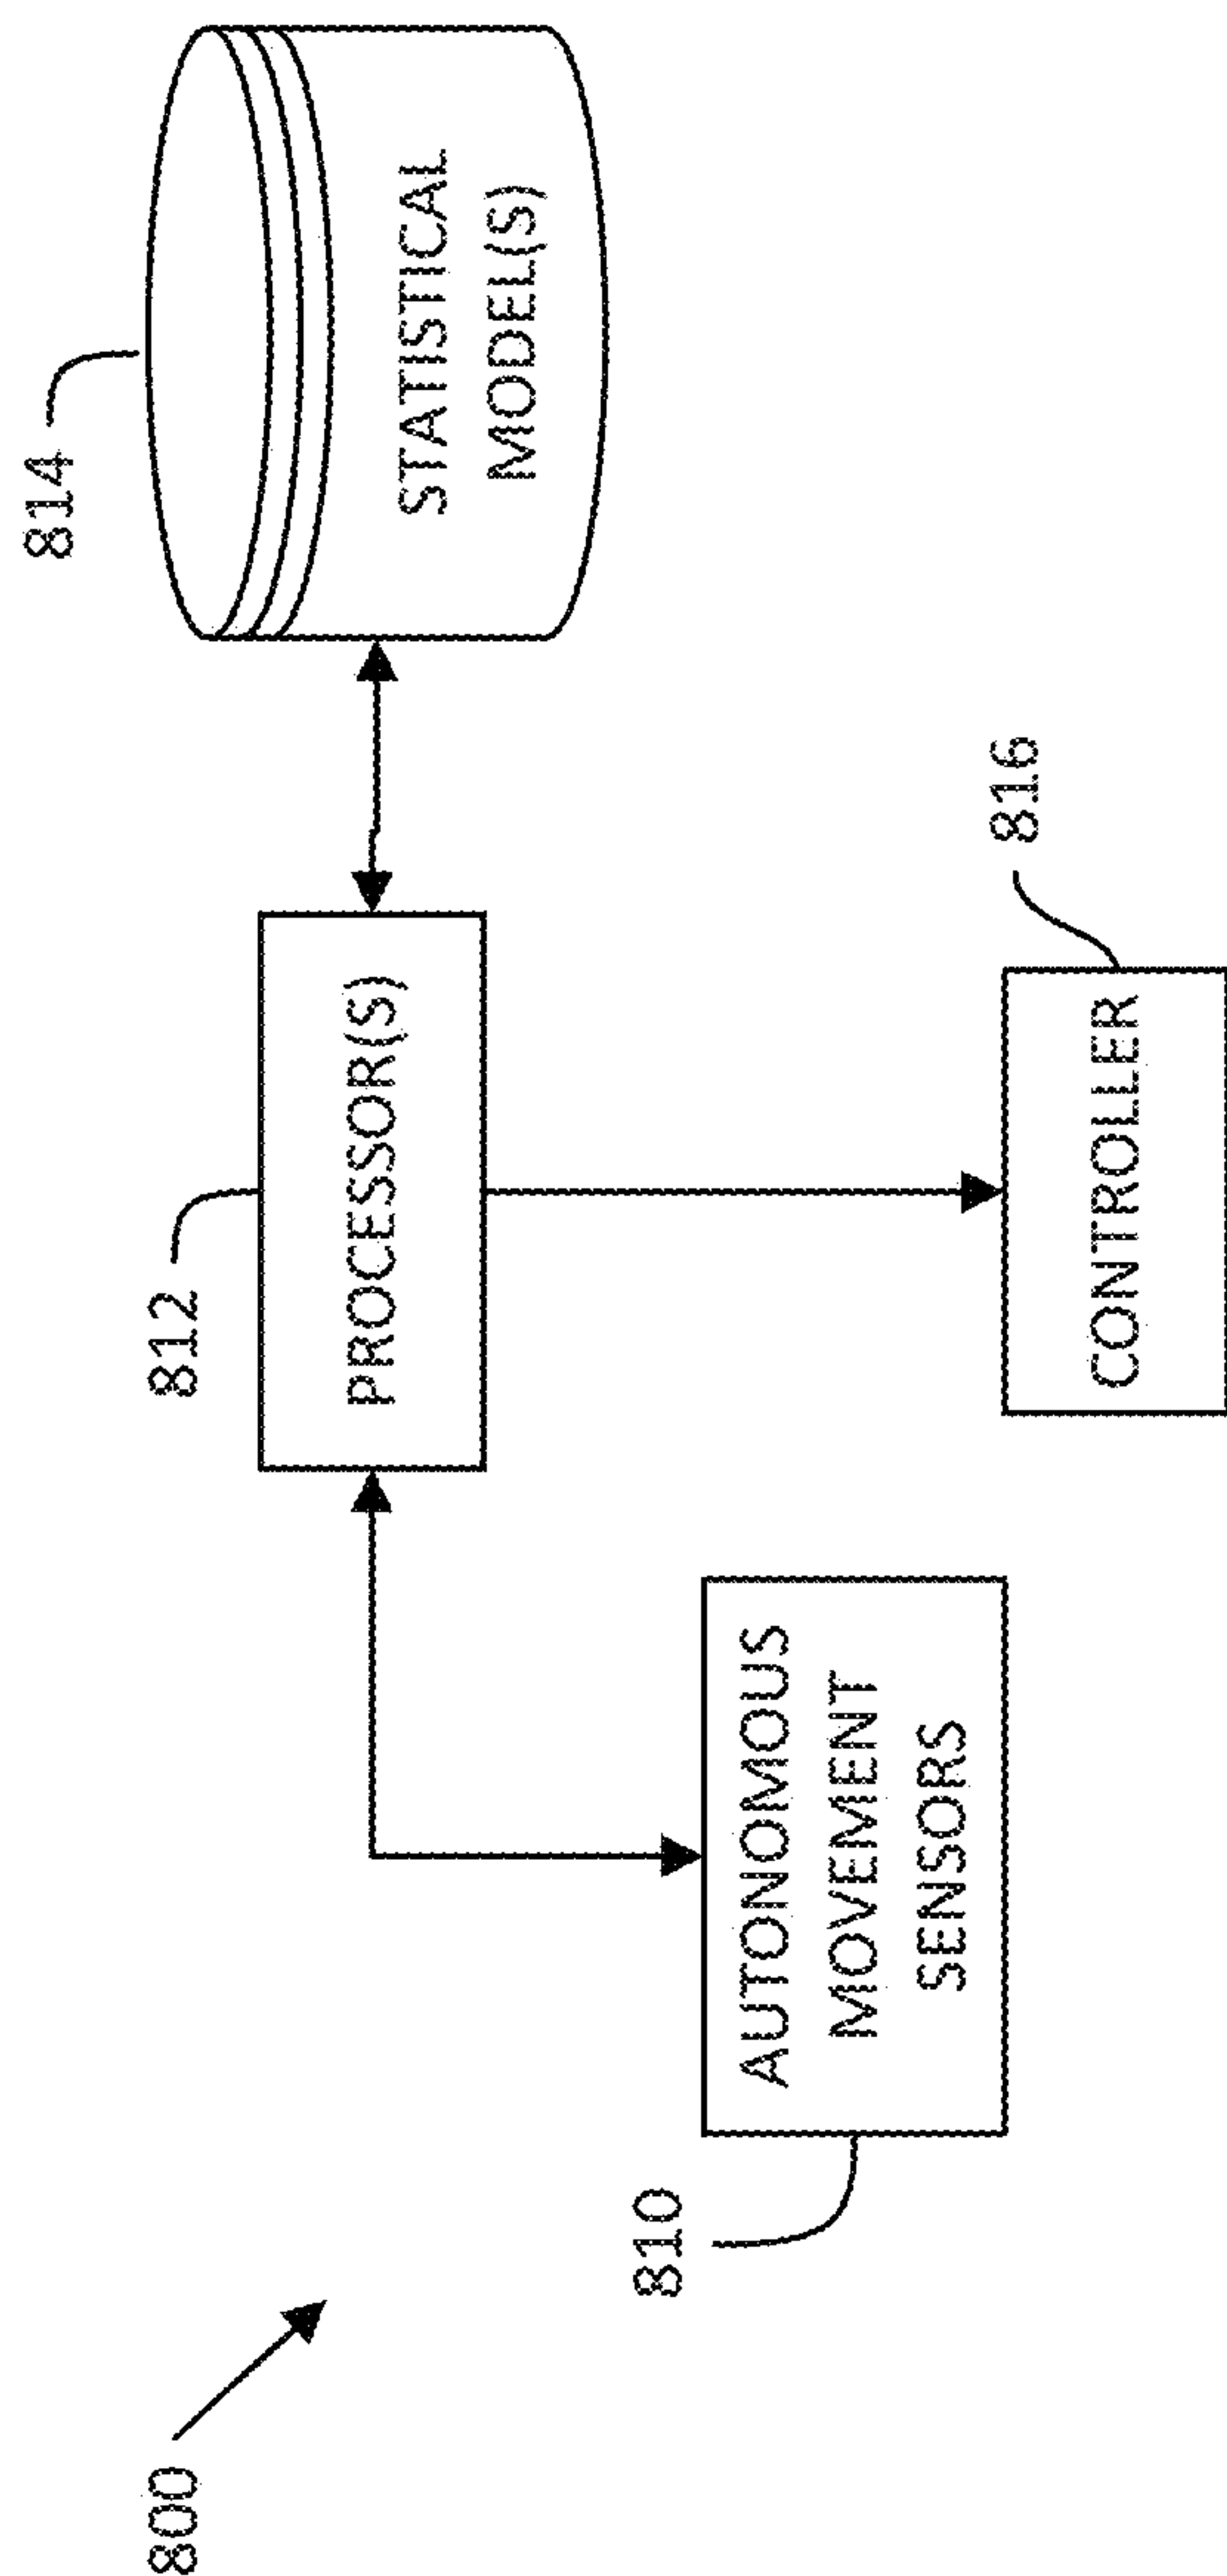 814
STATISTICAL
MODEL(S)
812
PROCESSOR(S)
816
CONTROLLER
810
AUTONOMOUS
MOVEMENT
SENSORS
800